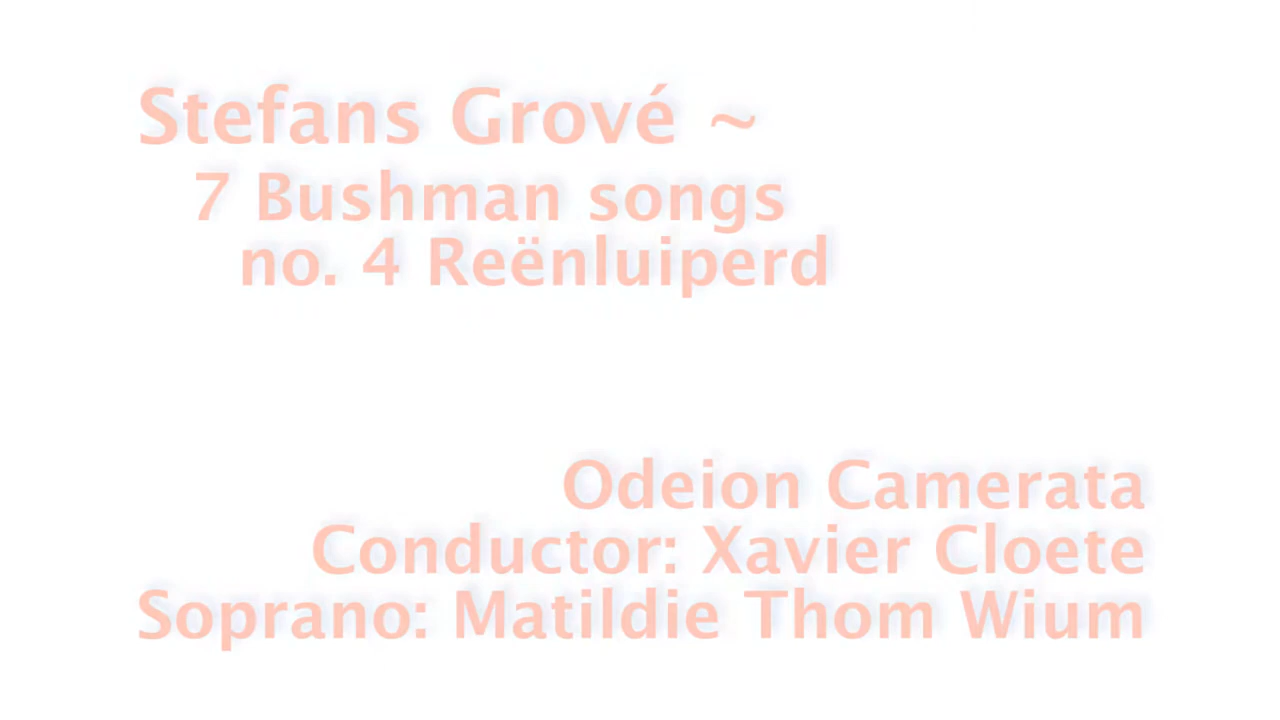 Stefans Grové ~
7 Bushman songs
no. 4 Reënluiperd
Odeion Camerata
Conductor: Xavier Cloete
Soprano: Matildie Thom Wium